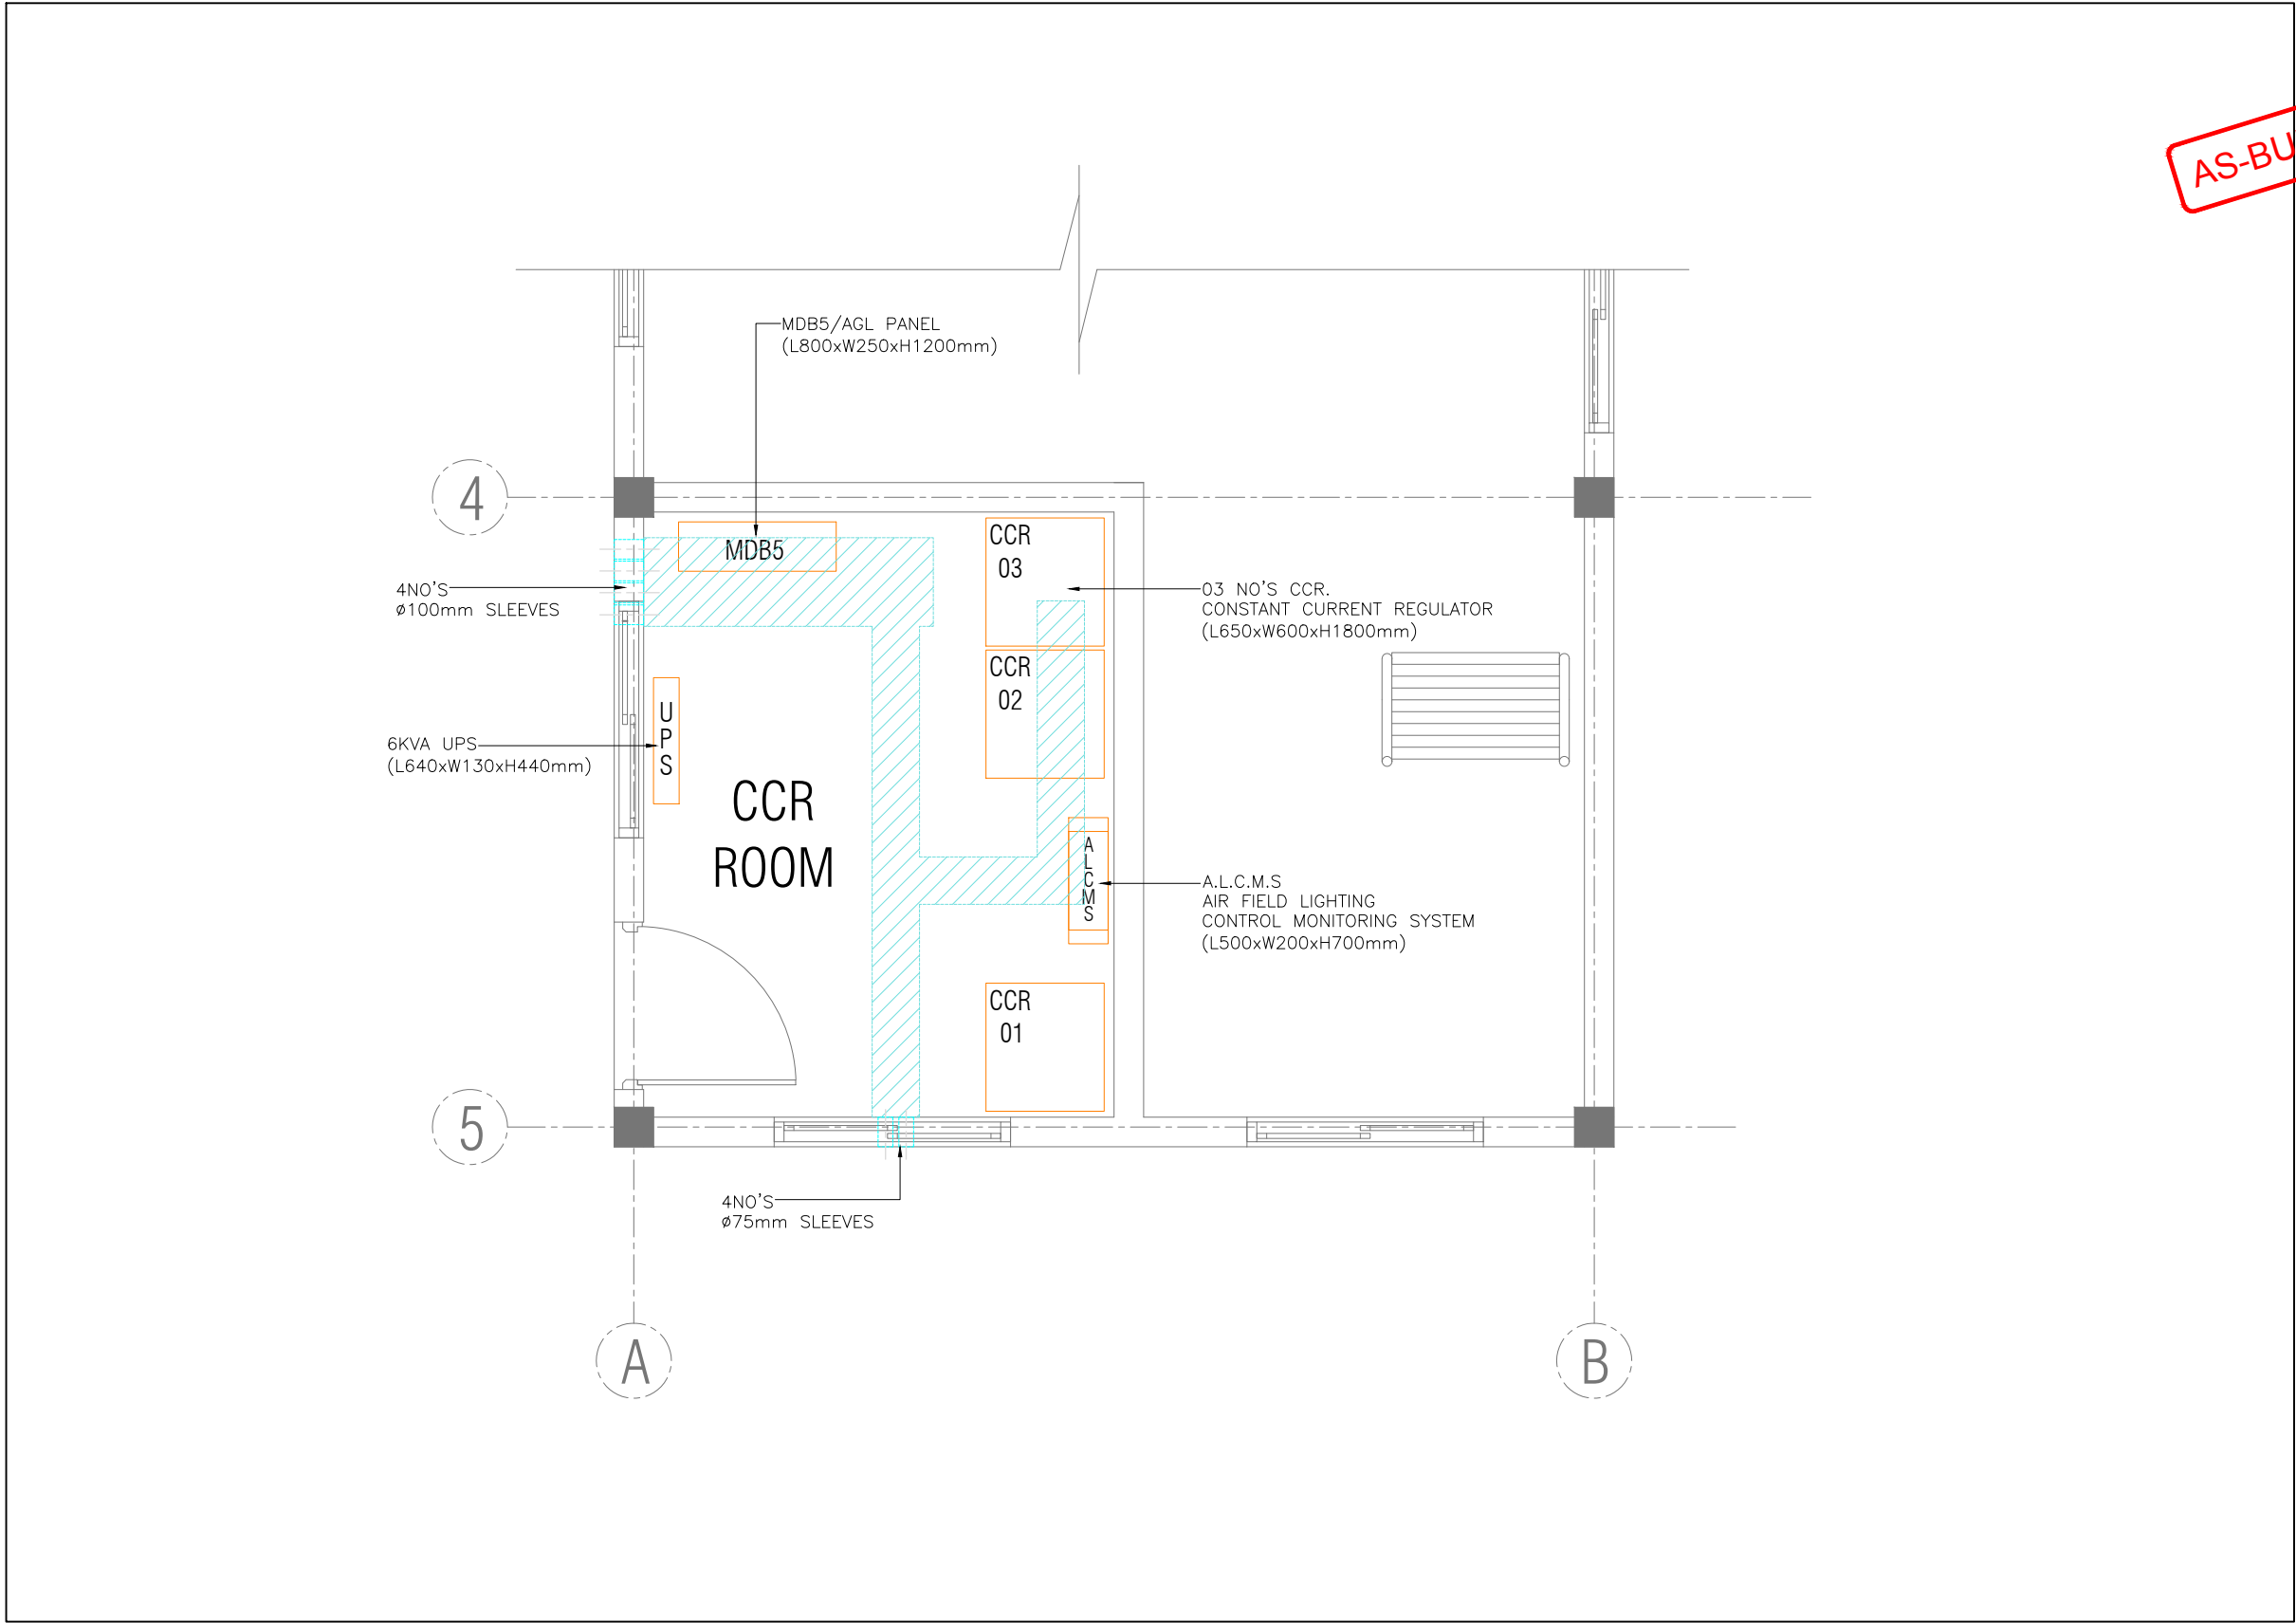 AS-BU
MDB5/AGL PANEL
(L800xW250xH1200mm)
4
MDB5
CCR
03
4NO'S
ø100mm SLEEVES
03 NO'S CCR.
CONSTANT CURRENT REGULATOR
(L650xW600xH1800mm)
CCR
02
UPS
6KVA UPS
(L640xW130xH440mm)
CCR
ROOM
ALCMS
A.L.C.M.S
AIR FIELD LIGHTING
CONTROL MONITORING SYSTEM
(L500xW200xH700mm)
CCR
01
5
4NO'S
ø75mm SLEEVES
A
B